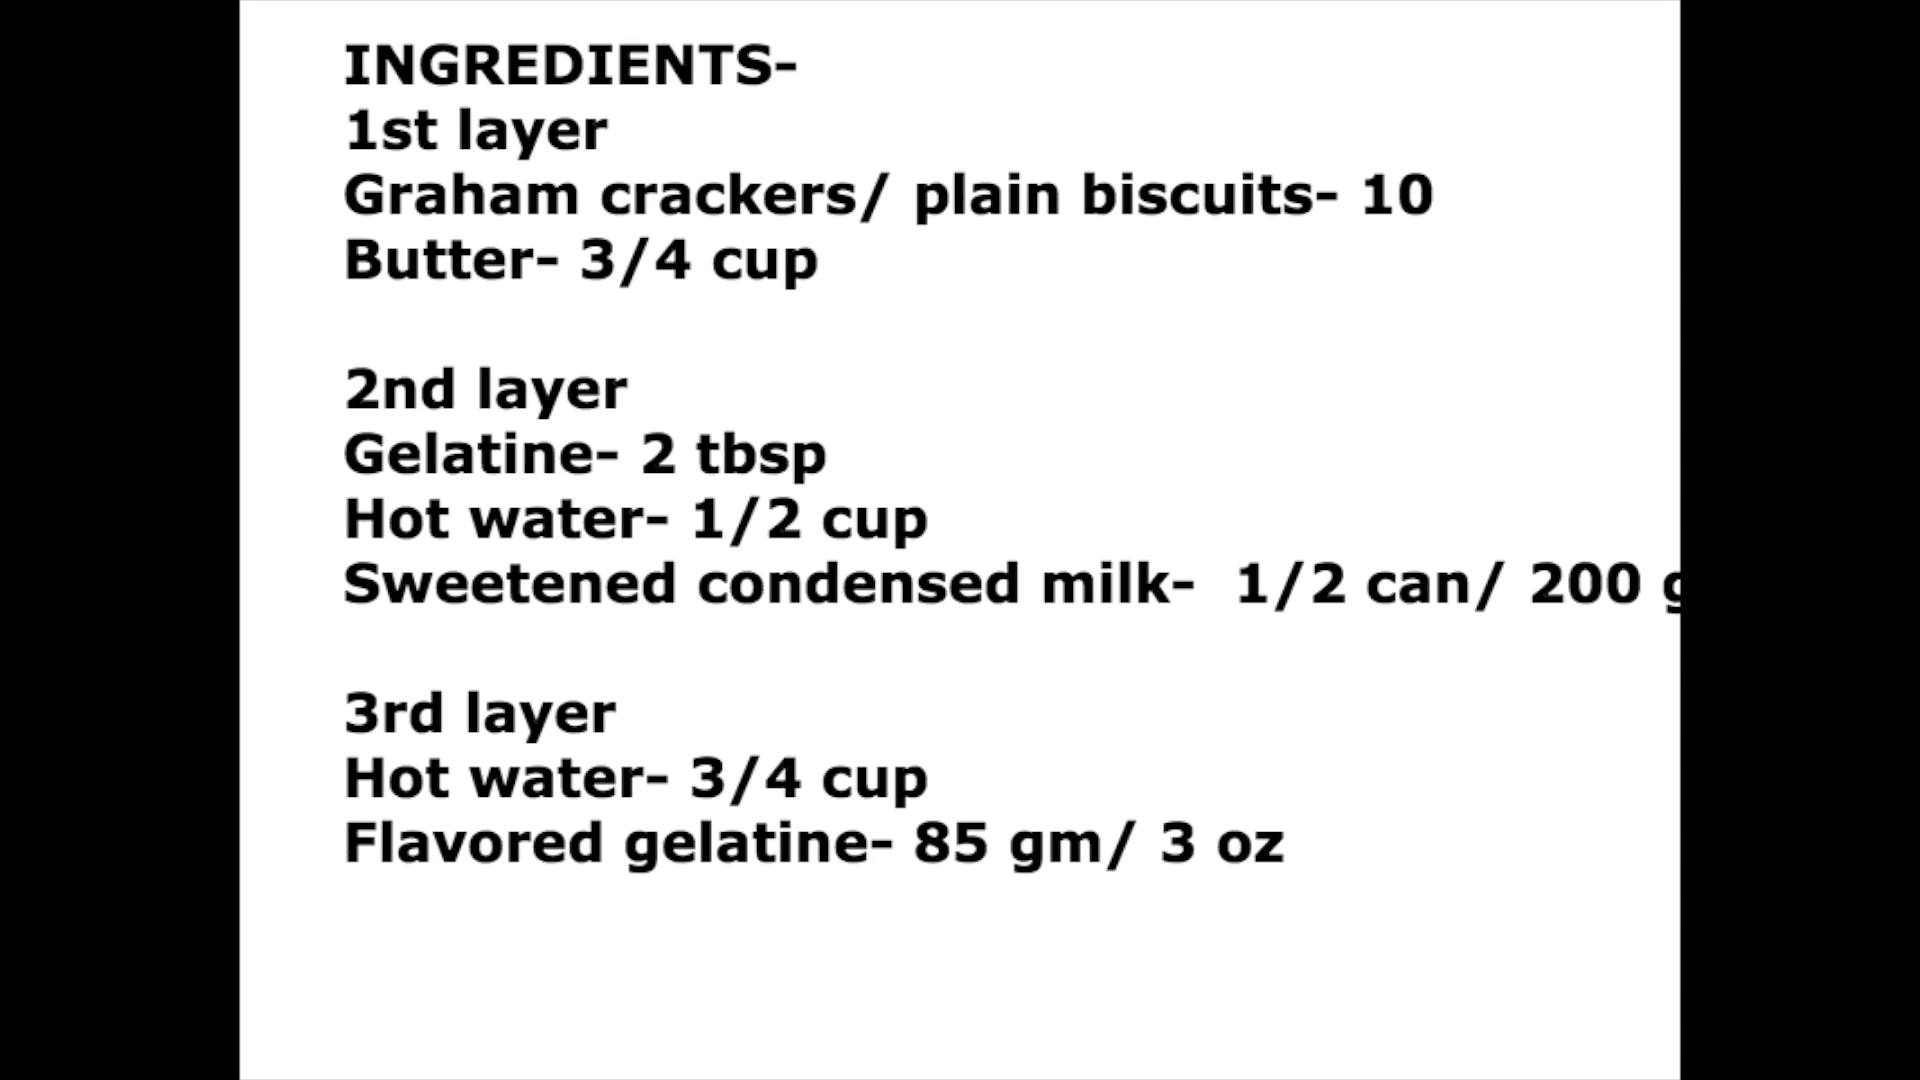 INGREDIENTS-
1st layer
Graham crackers/ plain biscuits- 10
Butter- 3/4 cup
2nd layer
Gelatine- 2 tbsp
Hot water- 1/2 cup
Sweetened condensed milk-  1/2 can/ 200 g
3rd layer
Hot water- 3/4 cup
Flavored gelatine- 85 gm/ 3 oz